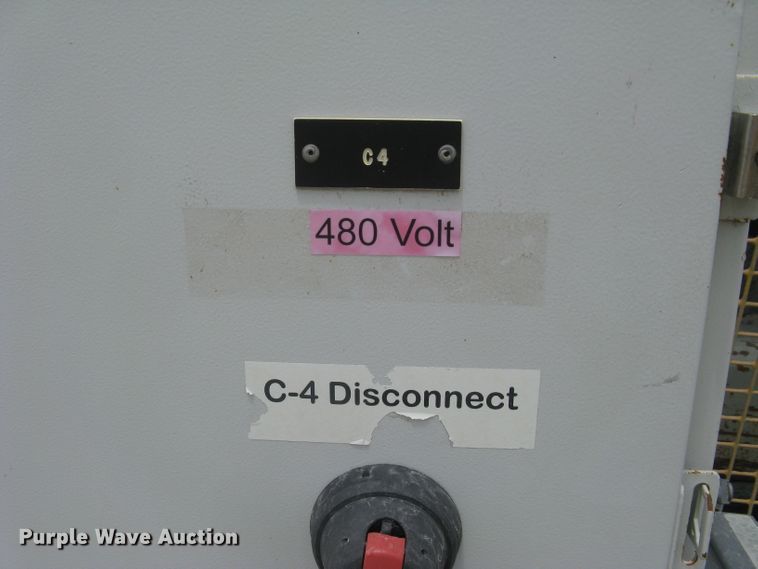 C4
480 Volt
C-4 Disconnect
Purple Wave Auction